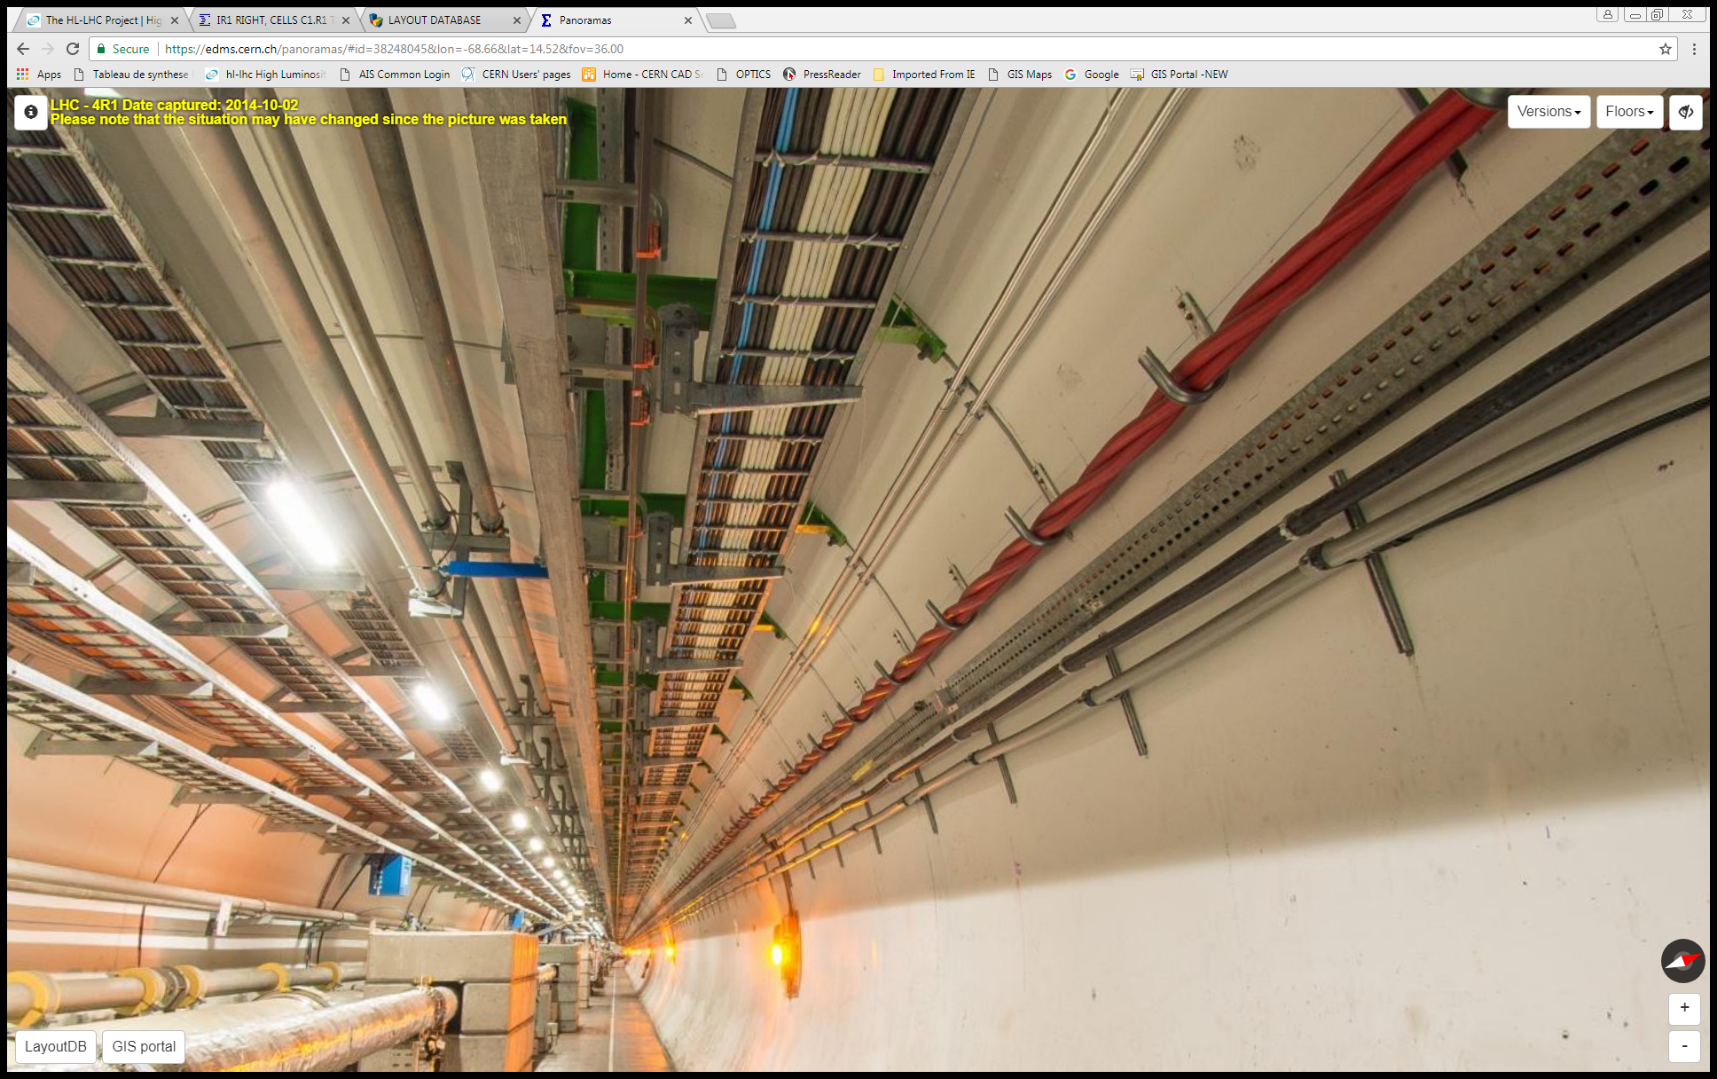 The HL-LHC Project | Hig
IR1 RIGHT, CELLS C1.R1 T
LAYOUT DATABASE
Panoramas
Secure
https://edms.cern.ch/panoramas/#id=38248045&lon=-68.66&lat=14.52&fov=36.00
Apps
Tableau de synthese
hl-lhc High Luminosit
AIS Common Login
CERN Users' pages
Home - CERN CAD S
OPTICS
PressReader
Imported From IE
GIS Maps
Google
GIS Portal -NEW
LHC - 4R1 Date captured: 2014-10-02
Please note that the situation may have changed since the picture was taken
Versions
Floors
+
-
LayoutDB
GIS portal